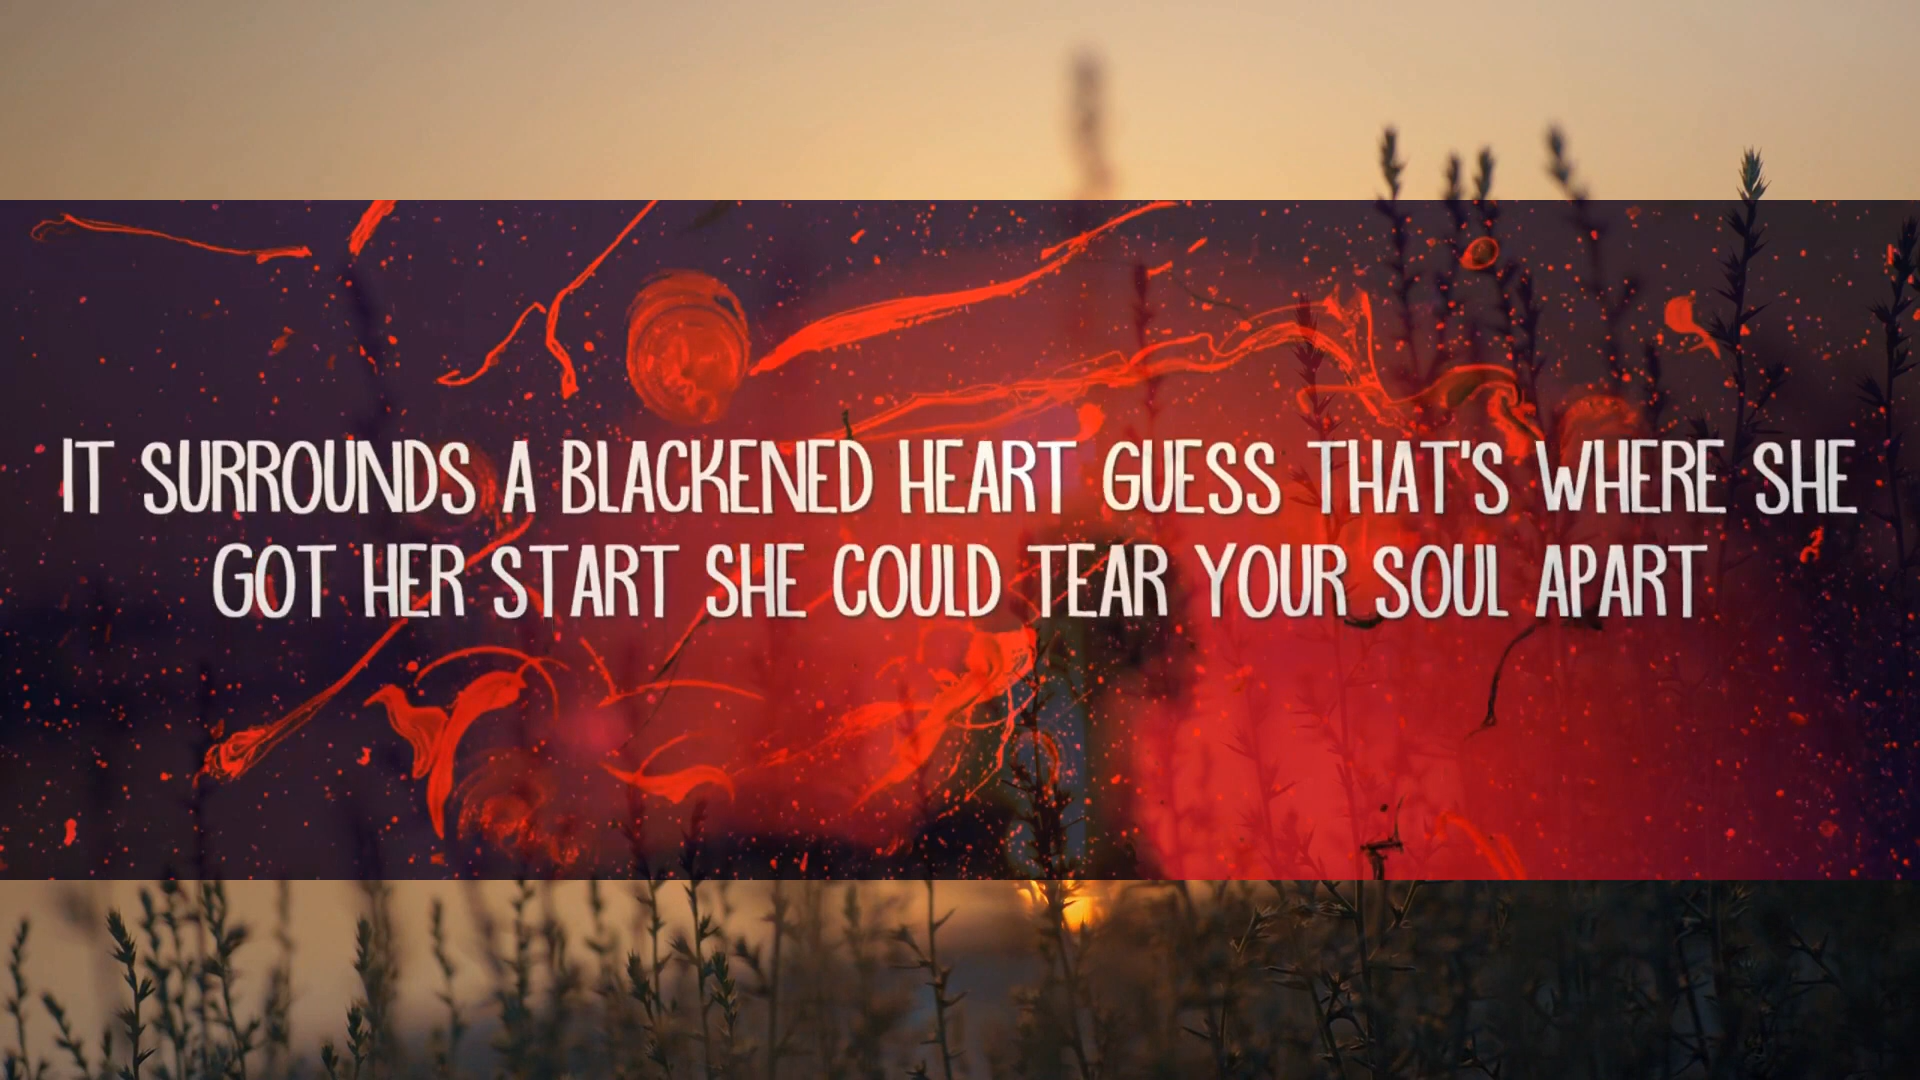 IT SURROUNDS A BLACKENED HEART GUESS THAT'S WHERE SHE
GOT HER START SHE COULD TEAR YOUR SOUL APART